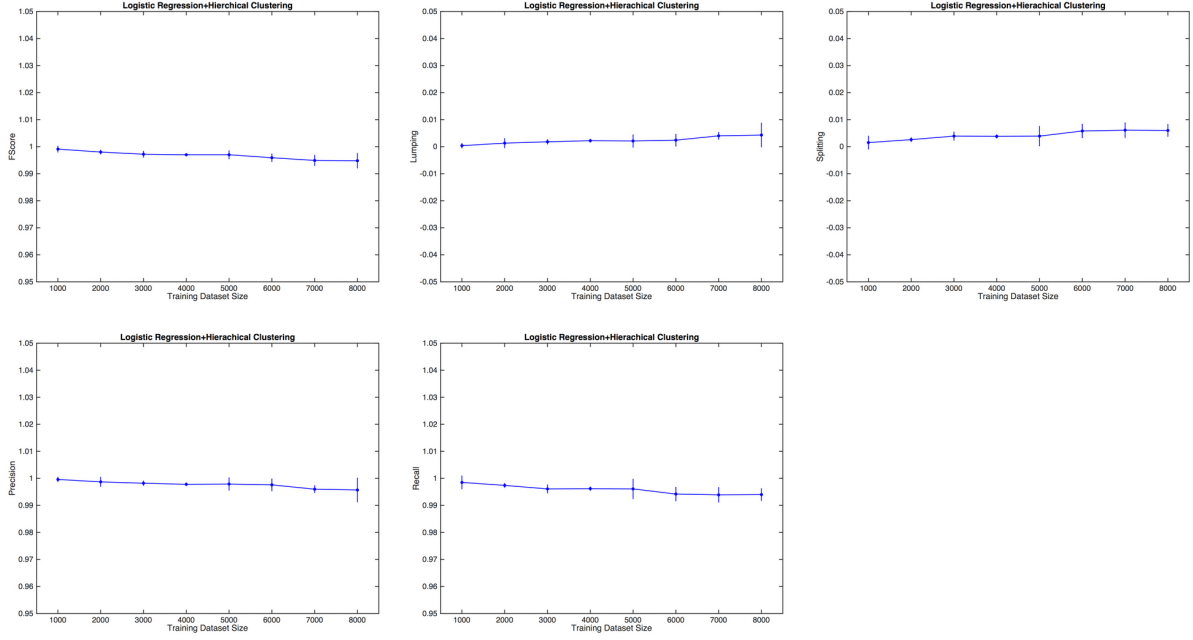 Logistic Regression+Hierchical Clustering
1.05
1.04
1.03
1.02
1.01
1
0.99
0.98
0.97
0.96
0.95
FScore
1000 2000 3000 4000 5000 6000 7000 8000
Training Dataset Size
Logistic Regression+Hierachical Clustering
0.05
0.04
0.03
0.02
0.01
0
-0.01
-0.02
-0.03
-0.04
-0.05
Lumping
1000 2000 3000 4000 5000 6000 7000 8000
Training Dataset Size
Logistic Regression+Hierachical Clustering
0.05
0.04
0.03
0.02
0.01
0
-0.01
-0.02
-0.03
-0.04
-0.05
Splitting
1000 2000 3000 4000 5000 6000 7000 8000
Training Dataset Size
Logistic Regression+Hierachical Clustering
1.05
1.04
1.03
1.02
1.01
1
0.99
0.98
0.97
0.96
0.95
Precision
1000 2000 3000 4000 5000 6000 7000 8000
Training Dataset Size
Logistic Regression+Hierachical Clustering
1.05
1.04
1.03
1.02
1.01
1
0.99
0.98
0.97
0.96
0.95
Recall
1000 2000 3000 4000 5000 6000 7000 8000
Training Dataset Size